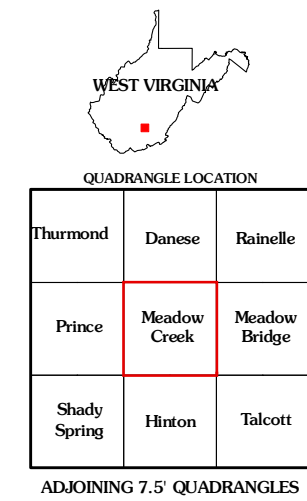 WEST VIRGINIA
QUADRANGLE LOCATION
Thurmond
Danese
Rainelle
Prince
Meadow
Creek
Meadow
Bridge
Shady
Spring
Hinton
Talcott
ADJOINING 7.5' QUADRANGLES